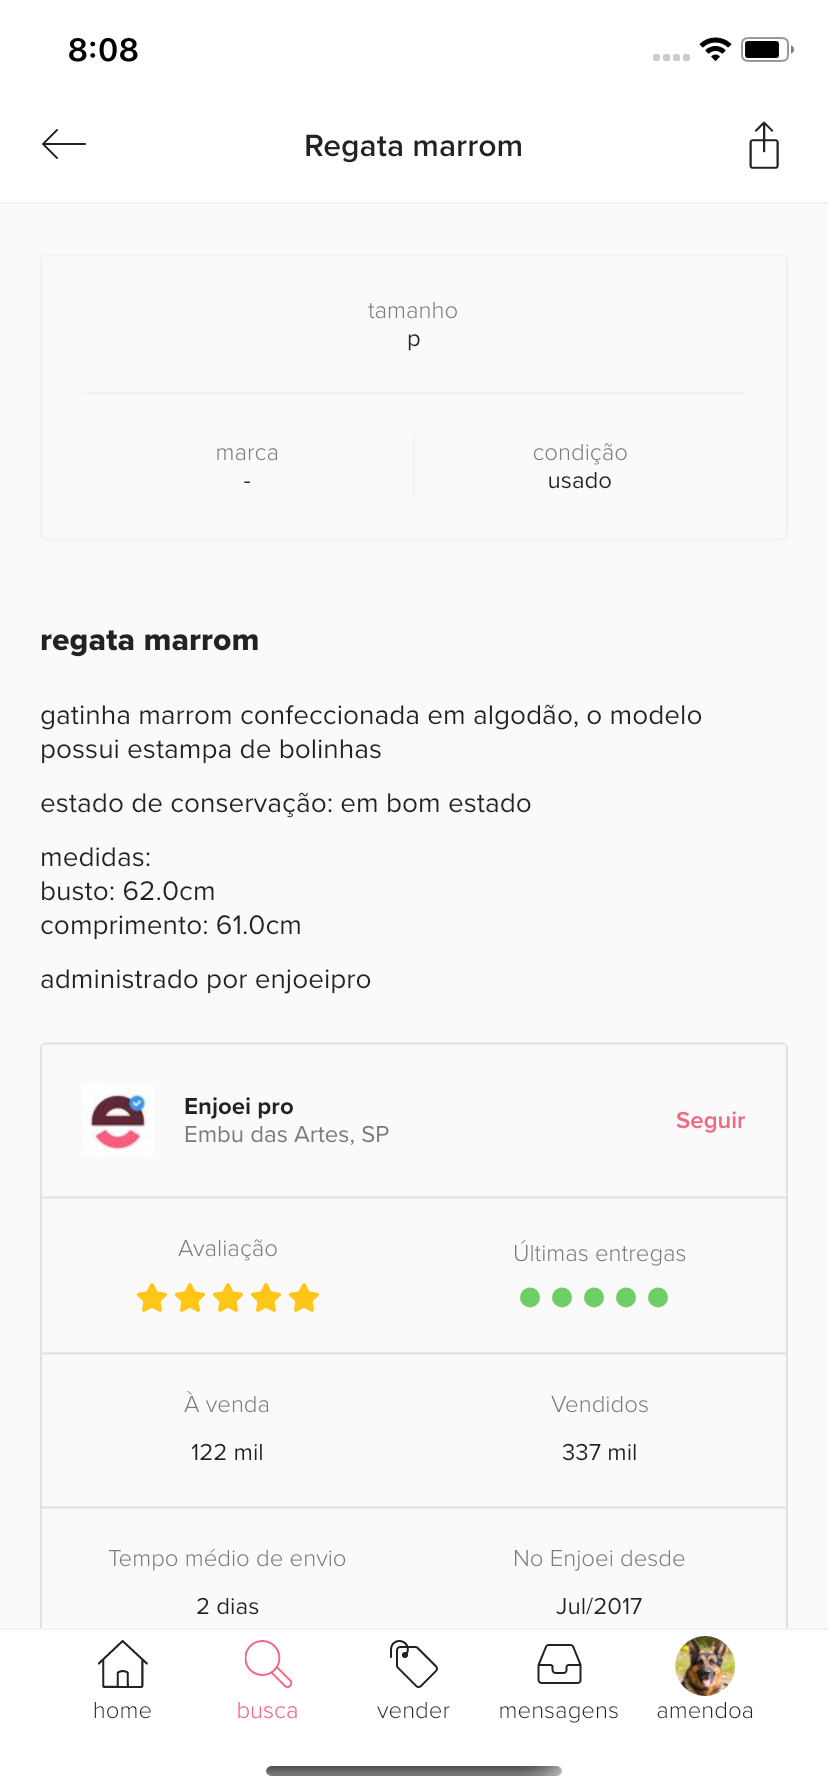 8:08
Regata marrom
tamanho
p
marca
-
condição
usado
regata marrom
gatinha marrom confeccionada em algodão, o modelo
possui estampa de bolinhas
estado de conservação: em bom estado
medidas:
busto: 62.0cm
comprimento: 61.0cm
administrado por enjoeipro
Enjoei pro
Embu das Artes, SP
Seguir
Avaliação
Últimas entregas
À venda
122 mil
Vendidos
337 mil
Tempo médio de envio
2 dias
No Enjoei desde
Jul/2017
home
busca
vender
mensagens
amendoa